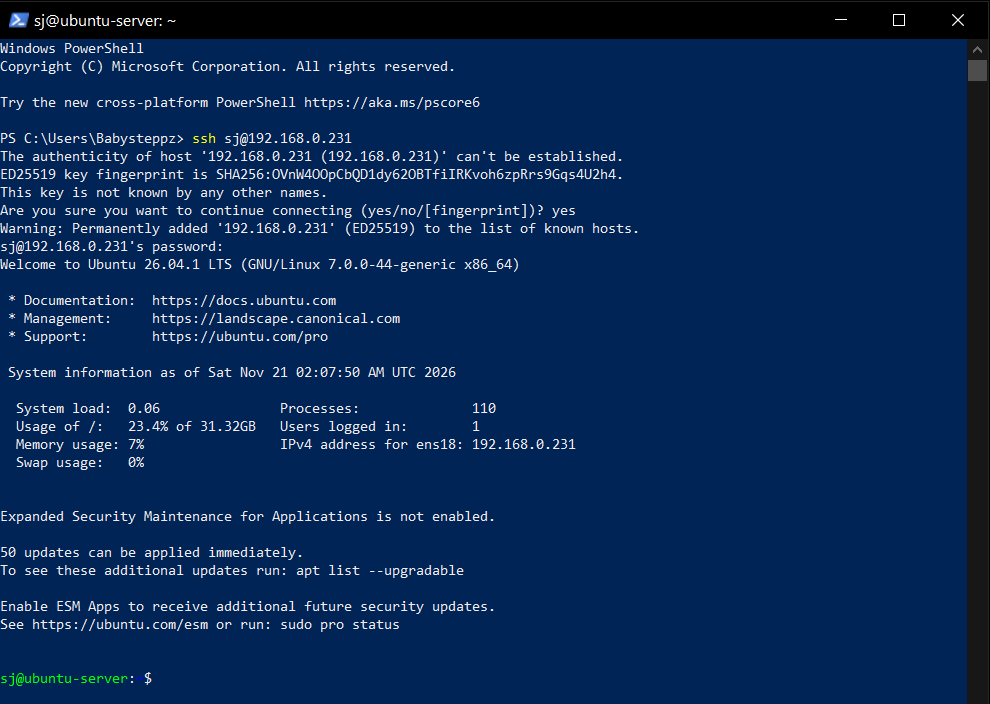 sj@ubuntu-server: ~
Windows PowerShell
Copyright (C) Microsoft Corporation. All rights reserved.
Try the new cross-platform PowerShell https://aka.ms/pscore6
PS C:\Users\Babysteppz> ssh sj@192.168.0.231
The authenticity of host '192.168.0.231 (192.168.0.231)' can't be established.
ED25519 key fingerprint is SHA256:OVnW4OOpCbQD1dy62OBTfiIRKvoh6zpRrs9Gqs4U2h4.
This key is not known by any other names.
Are you sure you want to continue connecting (yes/no/[fingerprint])? yes
Warning: Permanently added '192.168.0.231' (ED25519) to the list of known hosts.
sj@192.168.0.231's password:
Welcome to Ubuntu 26.04.1 LTS (GNU/Linux 7.0.0-44-generic x86_64)
* Documentation: https://docs.ubuntu.com
* Management: https://landscape.canonical.com
* Support: https://ubuntu.com/pro
System information as of Sat Nov 21 02:07:50 AM UTC 2026
System load: 0.06 Processes: 110
Usage of /: 23.4% of 31.32GB Users logged in: 1
Memory usage: 7% IPv4 address for ens18: 192.168.0.231
Swap usage: 0%
Expanded Security Maintenance for Applications is not enabled.
50 updates can be applied immediately.
To see these additional updates run: apt list --upgradable
Enable ESM Apps to receive additional future security updates.
See https://ubuntu.com/esm or run: sudo pro status
sj@ubuntu-server: $